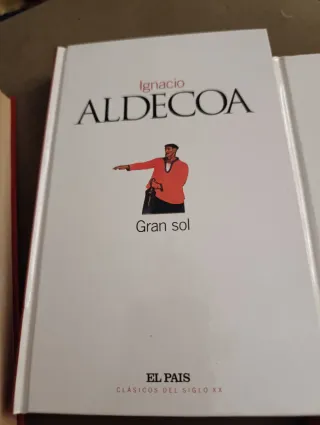 Ignacio
ALDECOA
Gran sol
EL PAIS
CLÁSICOS DEL SIGLO XX